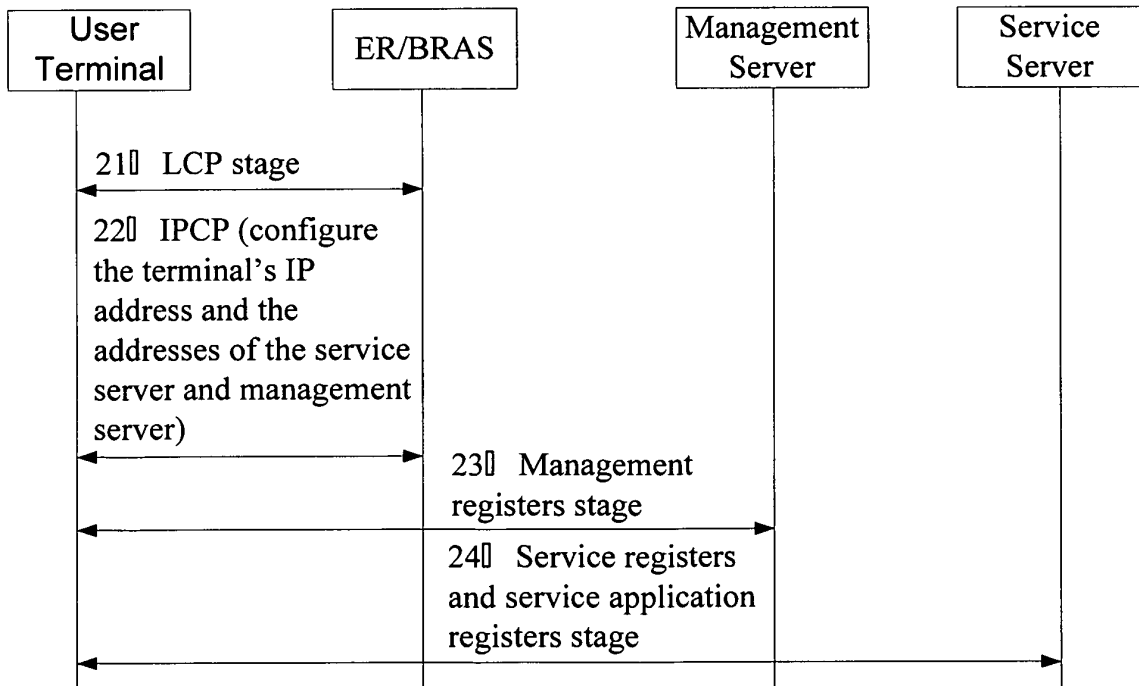 User
Terminal
ER/BRAS
Management
Server
Service
Server
21▯ LCP stage
22▯ IPCP (configure
the terminal's IP
address and the
addresses of the service
server and management
server)
23▯ Management
registers stage
24▯ Service registers
and service application
registers stage